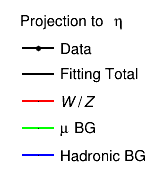 Projection to η
Data
Fitting Total
W/Z
μ BG
Hadronic BG